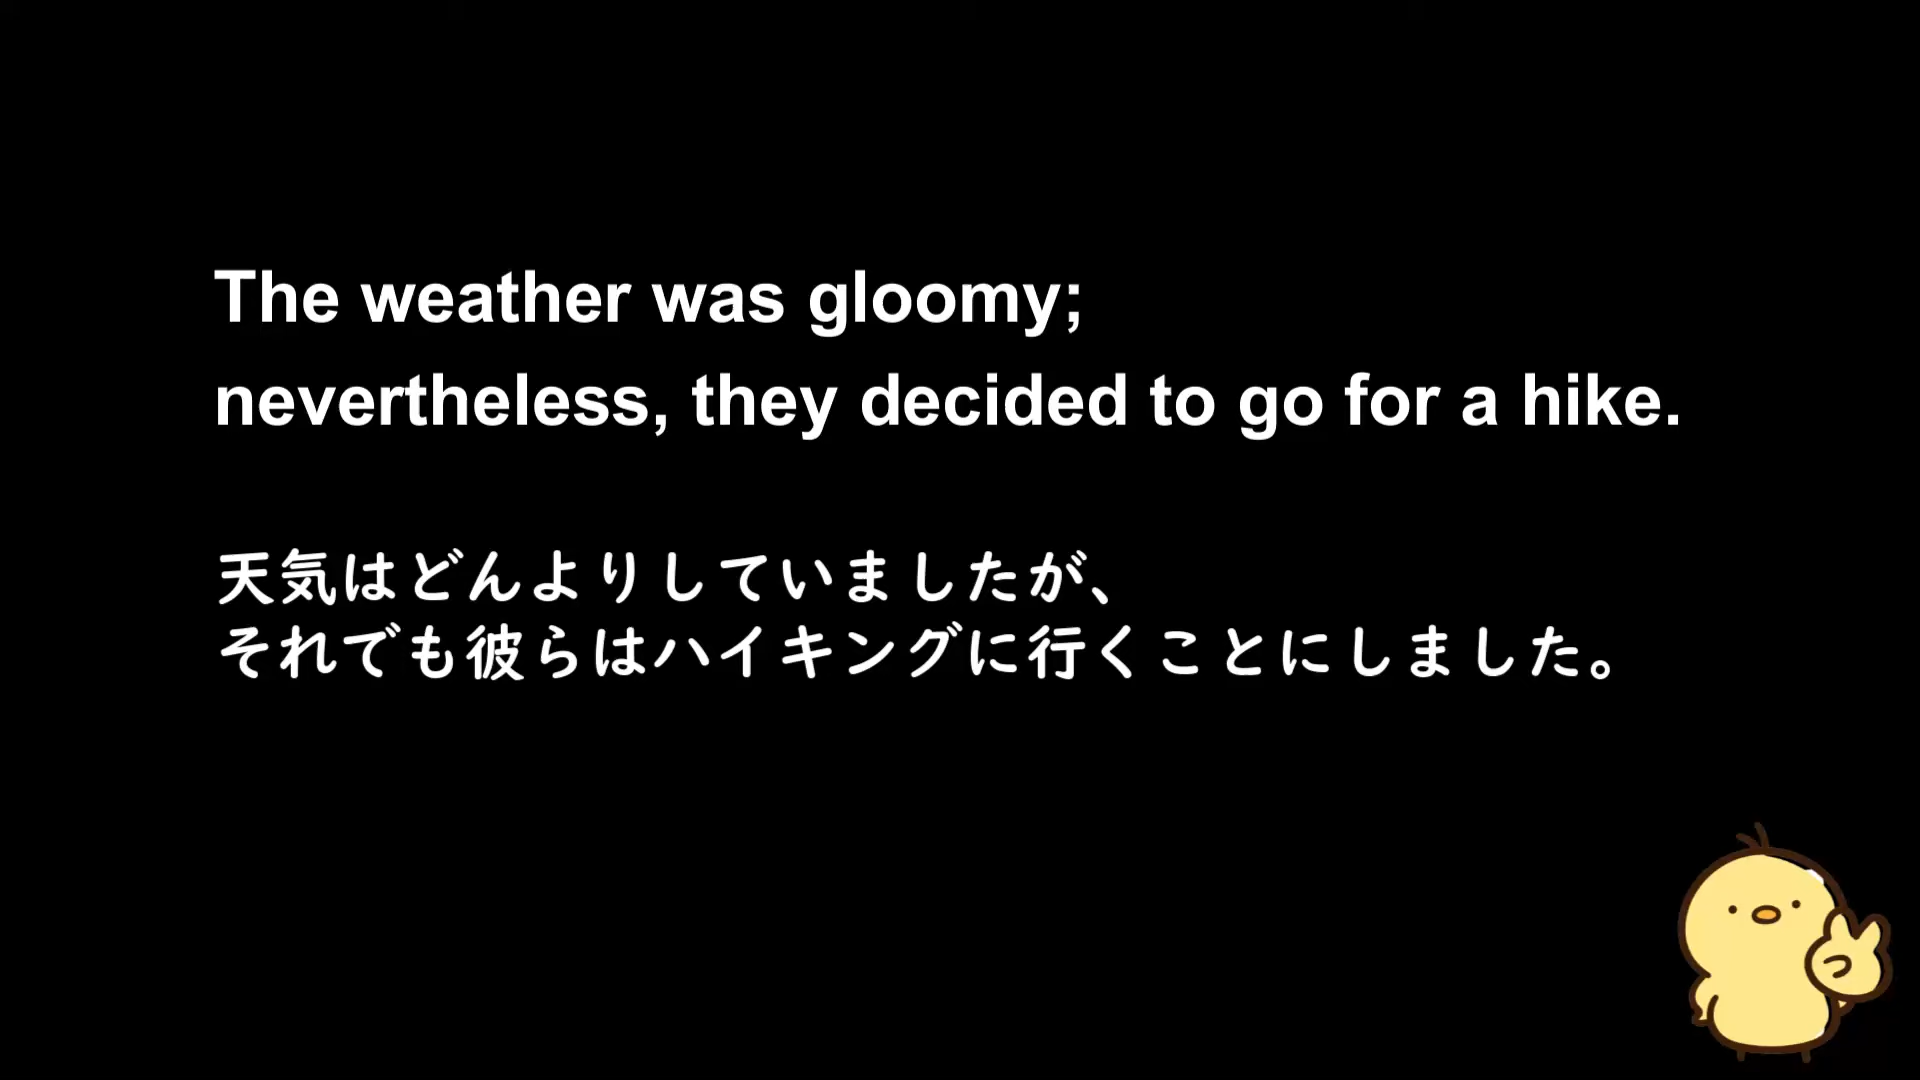 The weather was gloomy;
nevertheless, they decided to go for a hike.
天気はどんよりしていましたが、
それでも彼らはハイキングに行くことにしました。